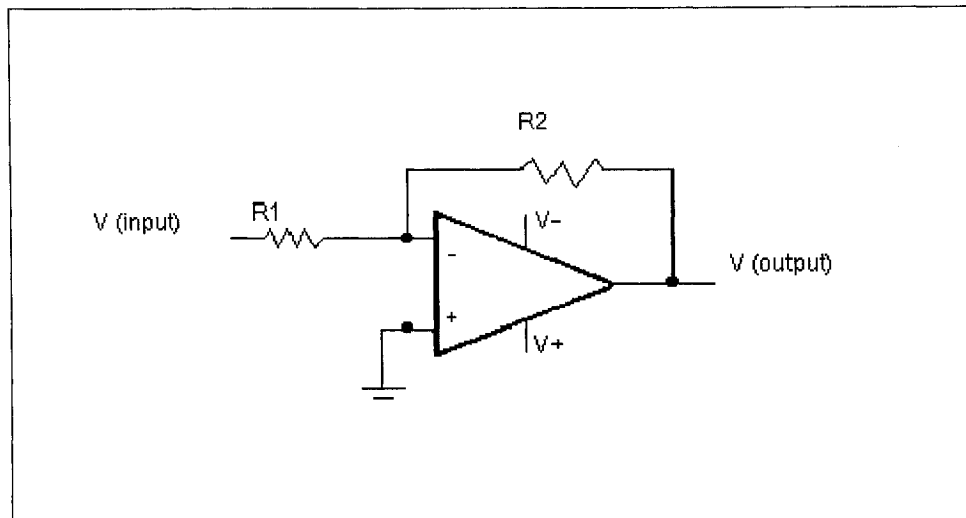 R2
R1
V (input)
V-
-
V (output)
+
V+